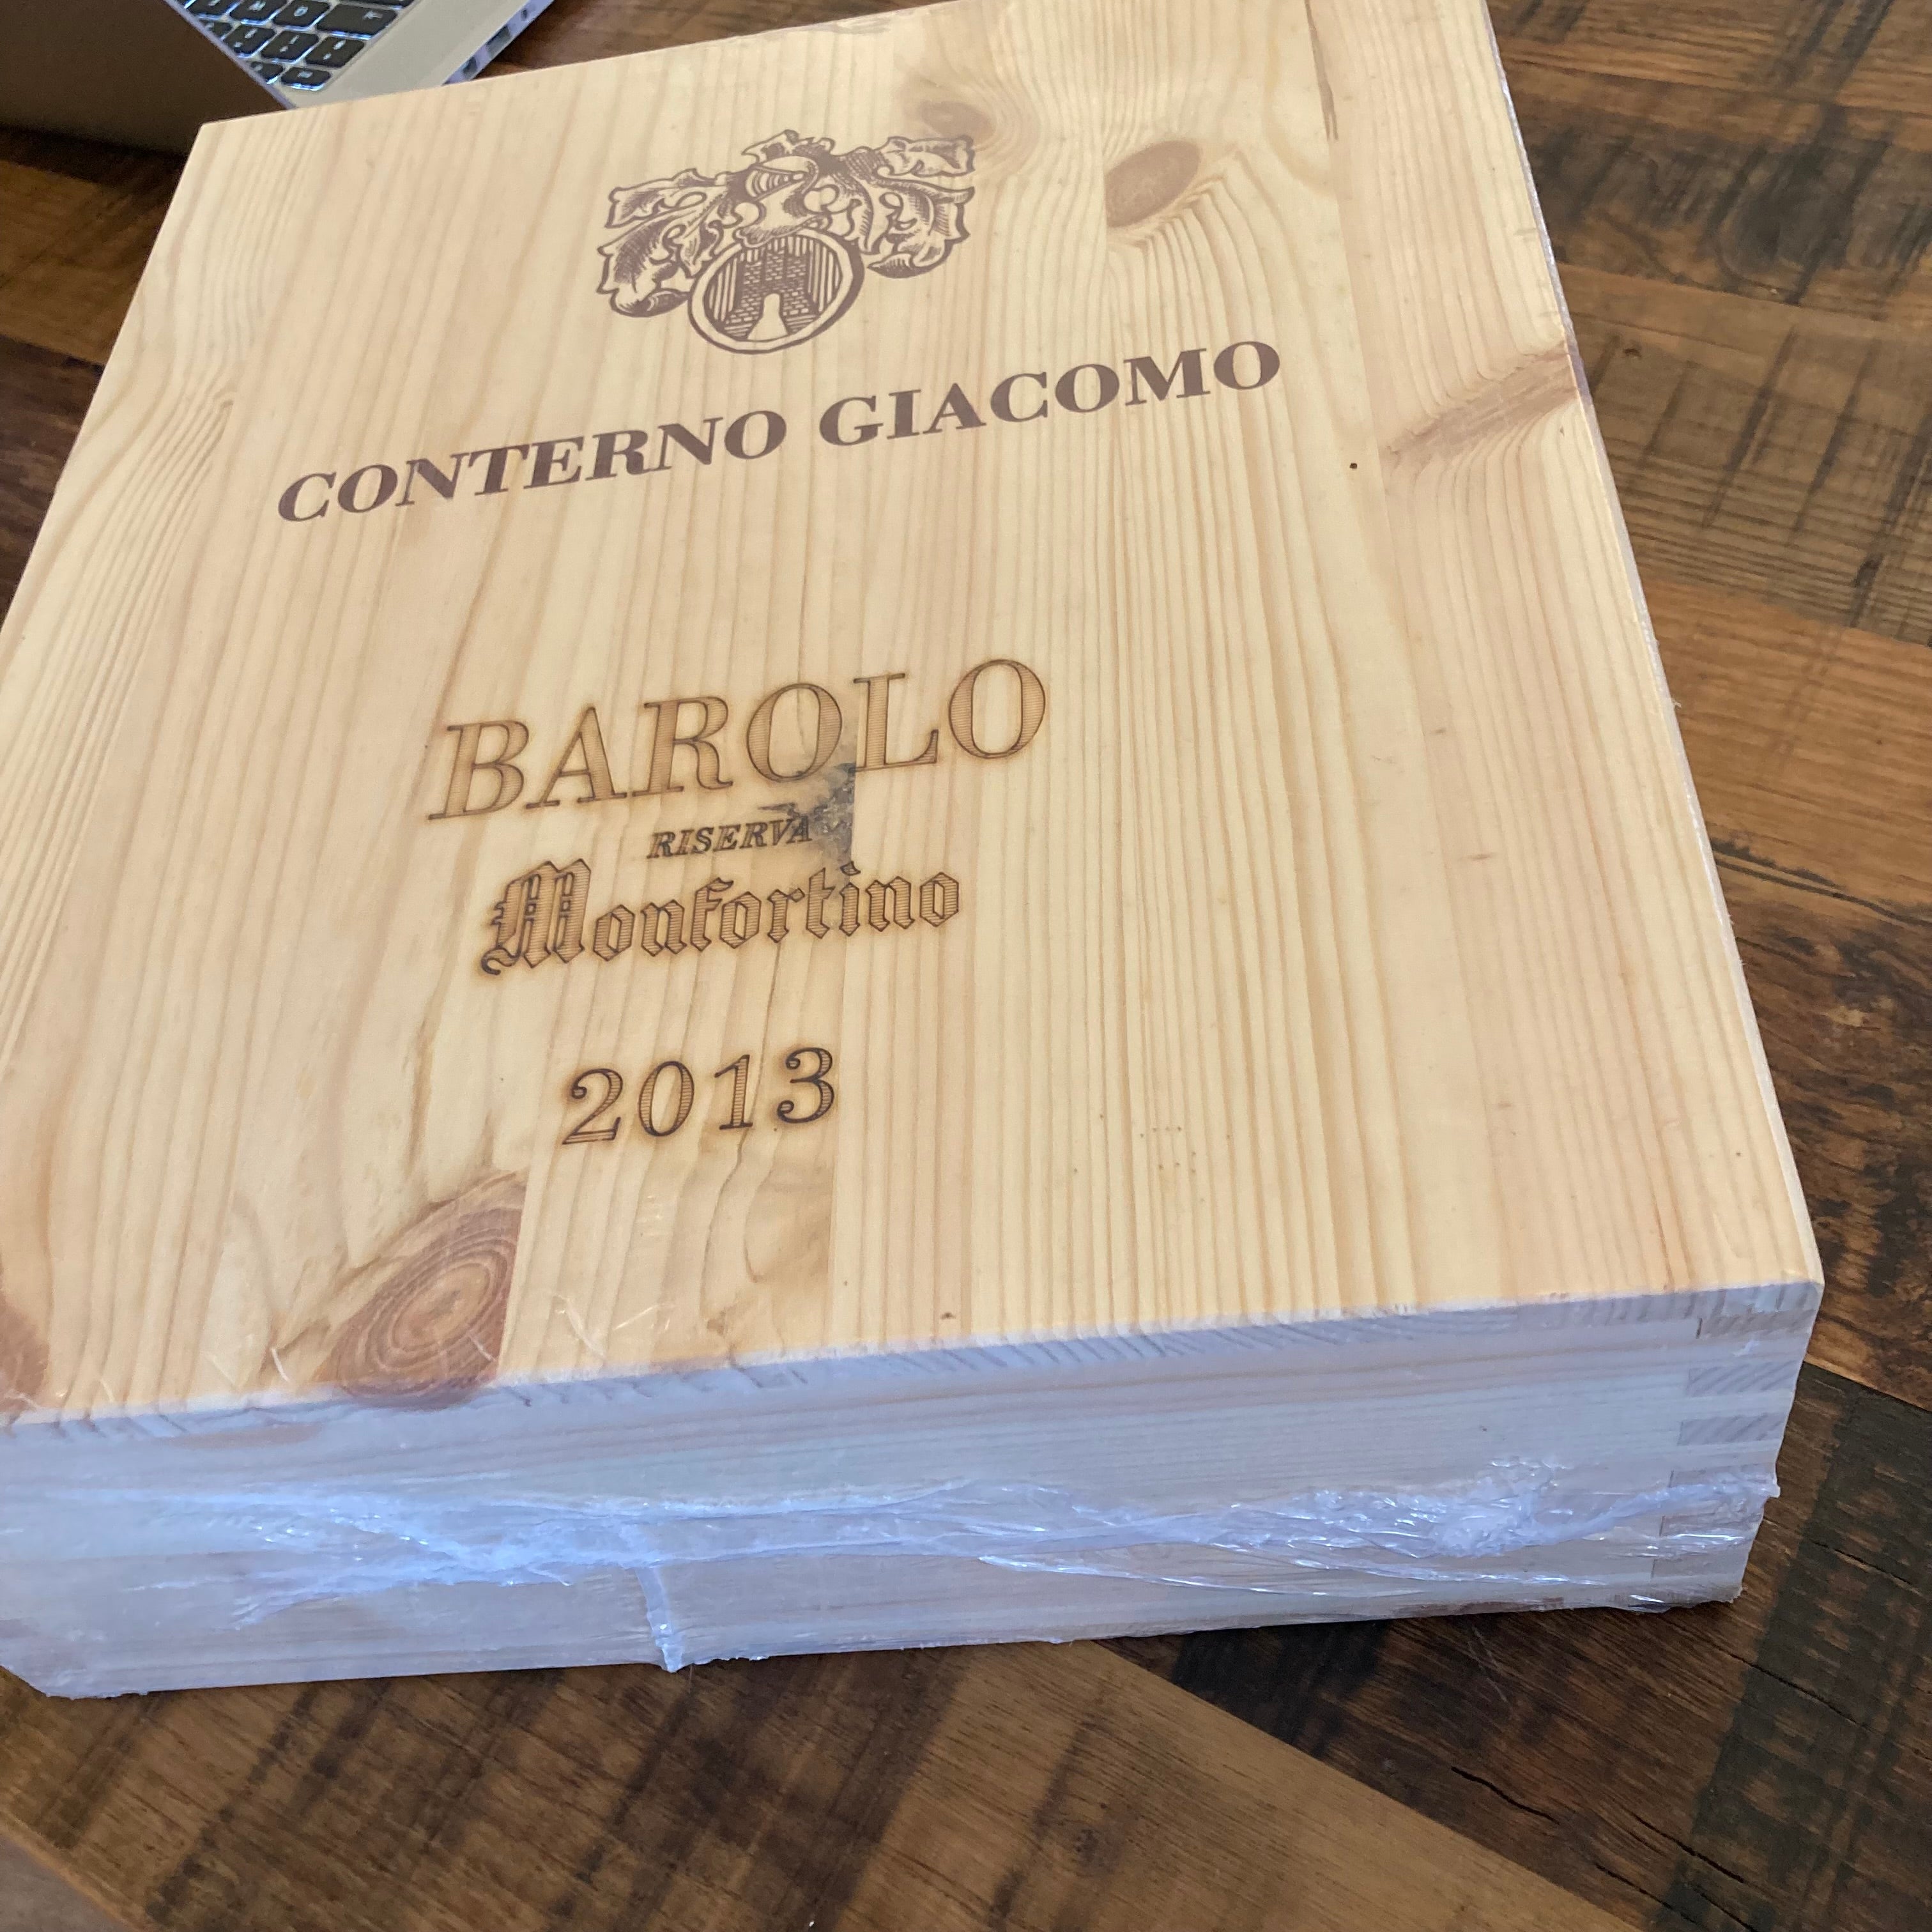 CONTERNO GIACOMO
BAROLO
RISERVA
Monfortino
2013